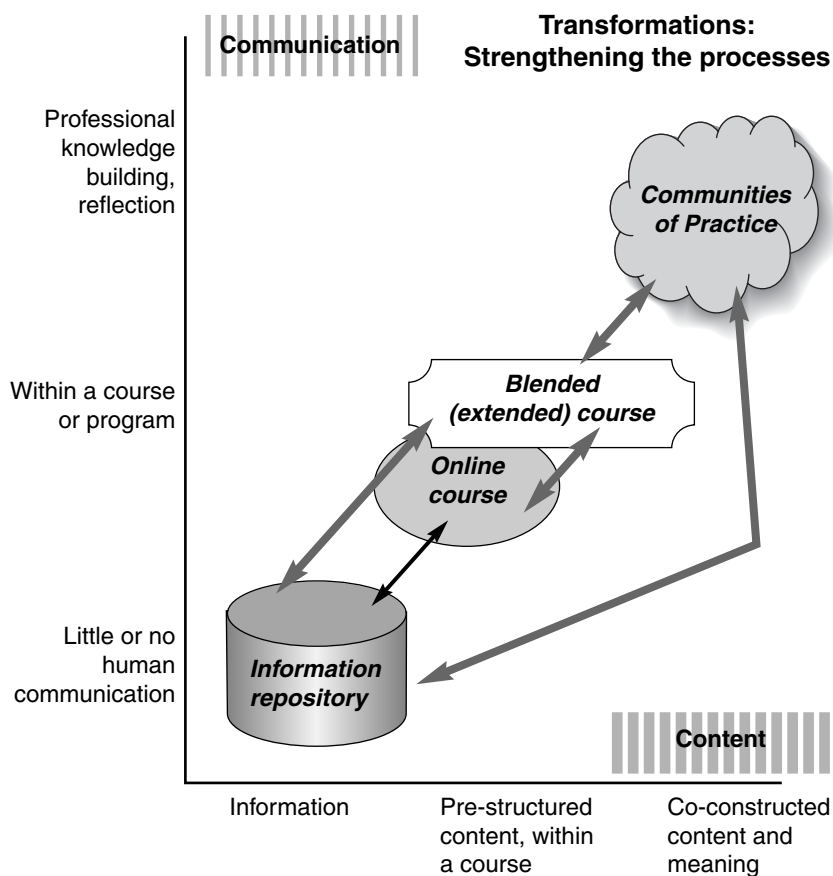 Communication
Transformations:
Strengthening the processes
Professional
knowledge
building,
reflection
Communities
of Practice
Within a course
or program
Blended
(extended) course
Online
course
Little or no
human
communication
Information
repository
Content
Information
Pre-structured
content, within
a course
Co-constructed
content and
meaning